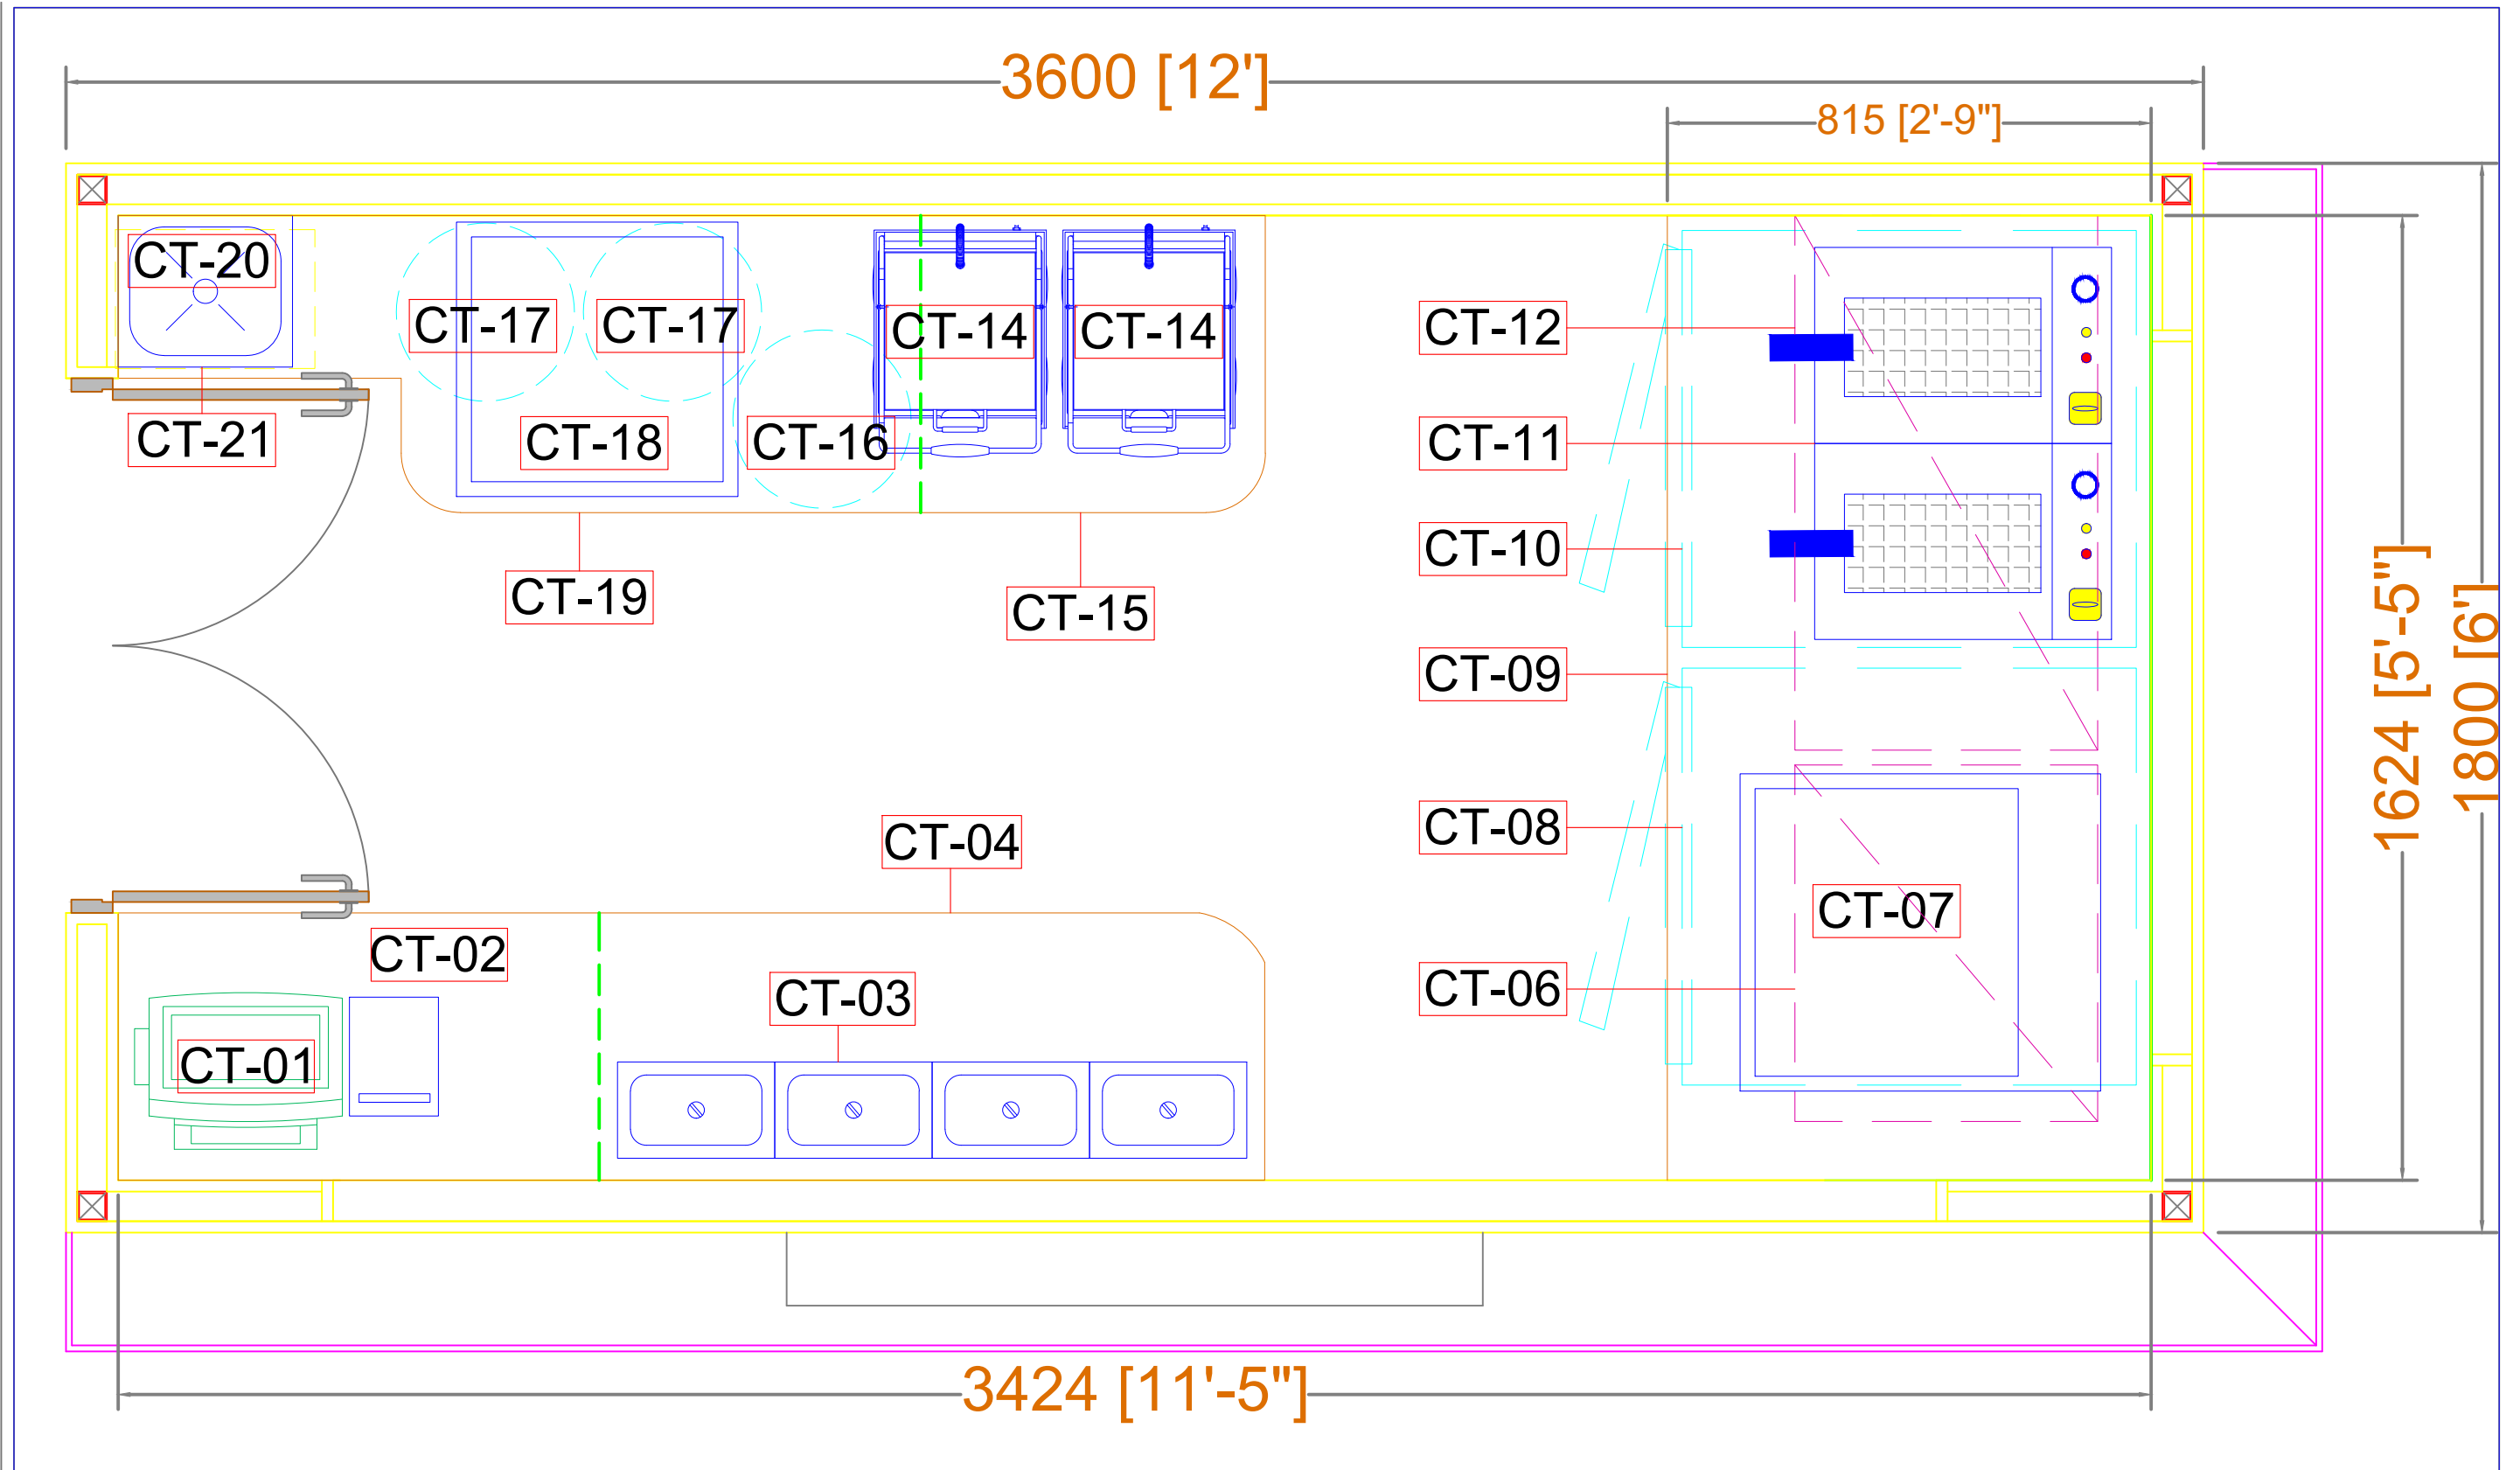 3600 [12']
815 [2'-9"]
CT-20
CT-17
CT-17
CT-14
CT-14
CT-12
CT-21
CT-18
CT-16
CT-11
CT-10
CT-19
CT-15
CT-09
1624 [5'-5"]
1800 [6']
CT-04
CT-08
CT-07
CT-02
CT-03
CT-06
CT-01
3424 [11'-5"]